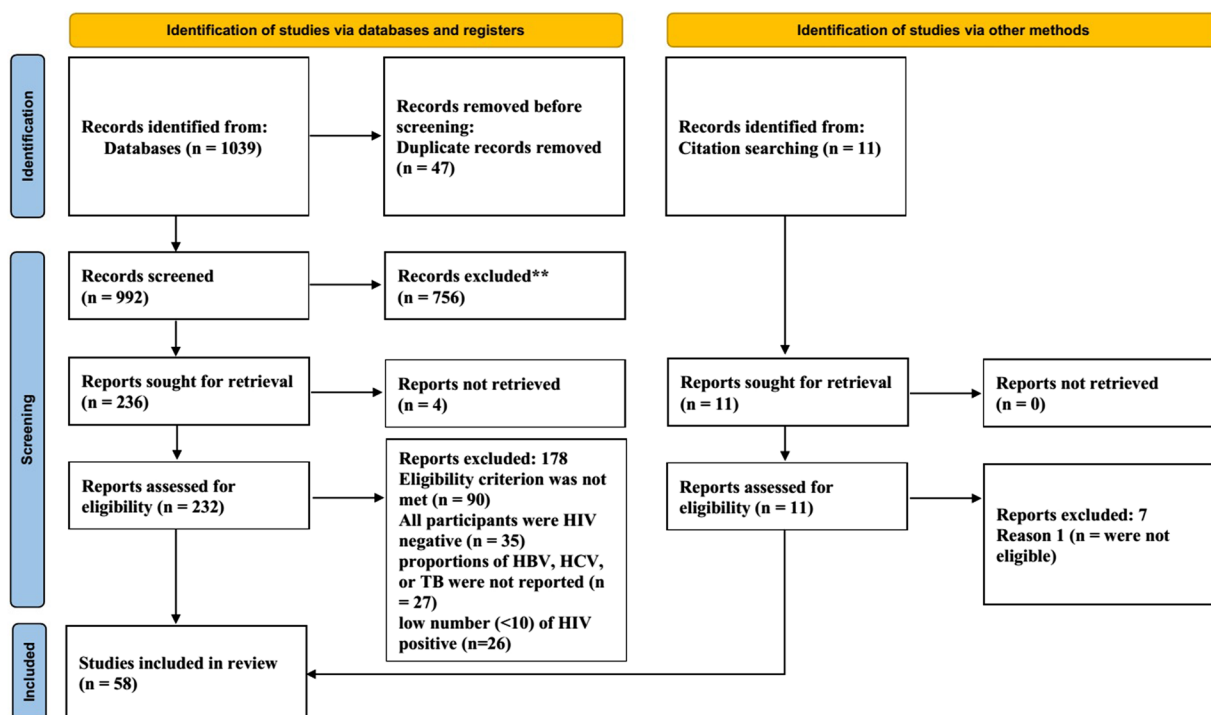 Identification of studies via databases and registers
Identification of studies via other methods
Identification
Records identified from:
Databases (n = 1039)
Records removed before
screening:
Duplicate records removed
(n = 47)
Records identified from:
Citation searching (n = 11)
Screening
Records screened
(n = 992)
Records excluded**
(n = 756)
Reports sought for retrieval
(n = 236)
Reports not retrieved
(n = 4)
Reports sought for retrieval
(n = 11)
Reports not retrieved
(n = 0)
Reports assessed for
eligibility (n = 232)
Reports excluded: 178
Eligibility criterion was not
met (n = 90)
All participants were HIV
negative (n = 35)
proportions of HBV, HCV,
or TB were not reported (n
= 27)
low number (<10) of HIV
positive (n=26)
Reports assessed for
eligibility (n = 11)
Reports excluded: 7
Reason 1 (n = were not
eligible)
Included
Studies included in review
(n = 58)